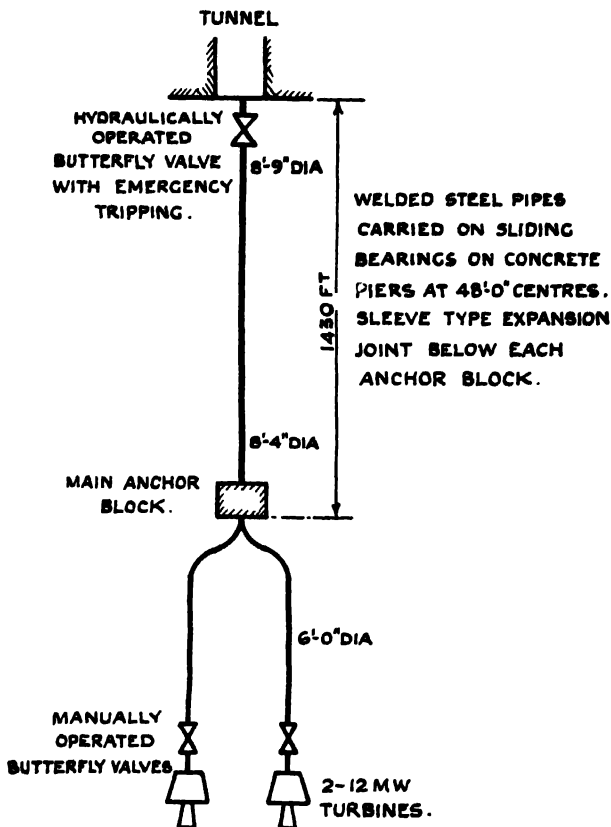 TUNNEL
HYDRAULICALLY
OPERATED
BUTTERFLY VALVE
WITH EMERGENCY
TRIPPING.
8'-9" DIA
WELDED STEEL PIPES
CARRIED ON SLIDING
BEARINGS ON CONCRETE
PIERS AT 48'0" CENTRES.
SLEEVE TYPE EXPANSION
JOINT BELOW EACH
ANCHOR BLOCK.
1430 FT
8'-4" DIA
MAIN ANCHOR
BLOCK.
6'-0" DIA
MANUALLY
OPERATED
BUTTERFLY VALVES
2-12 MW
TURBINES.